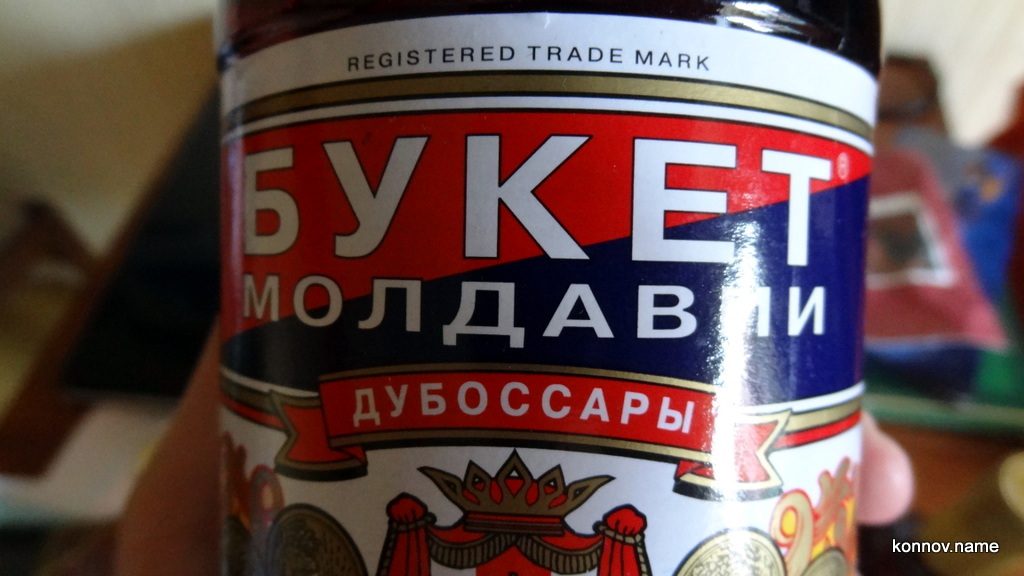 REGISTERED TRADE MARK
БУКЕТ®
МОЛДАВИИ
ДУБОССАРЫ
konnov.name